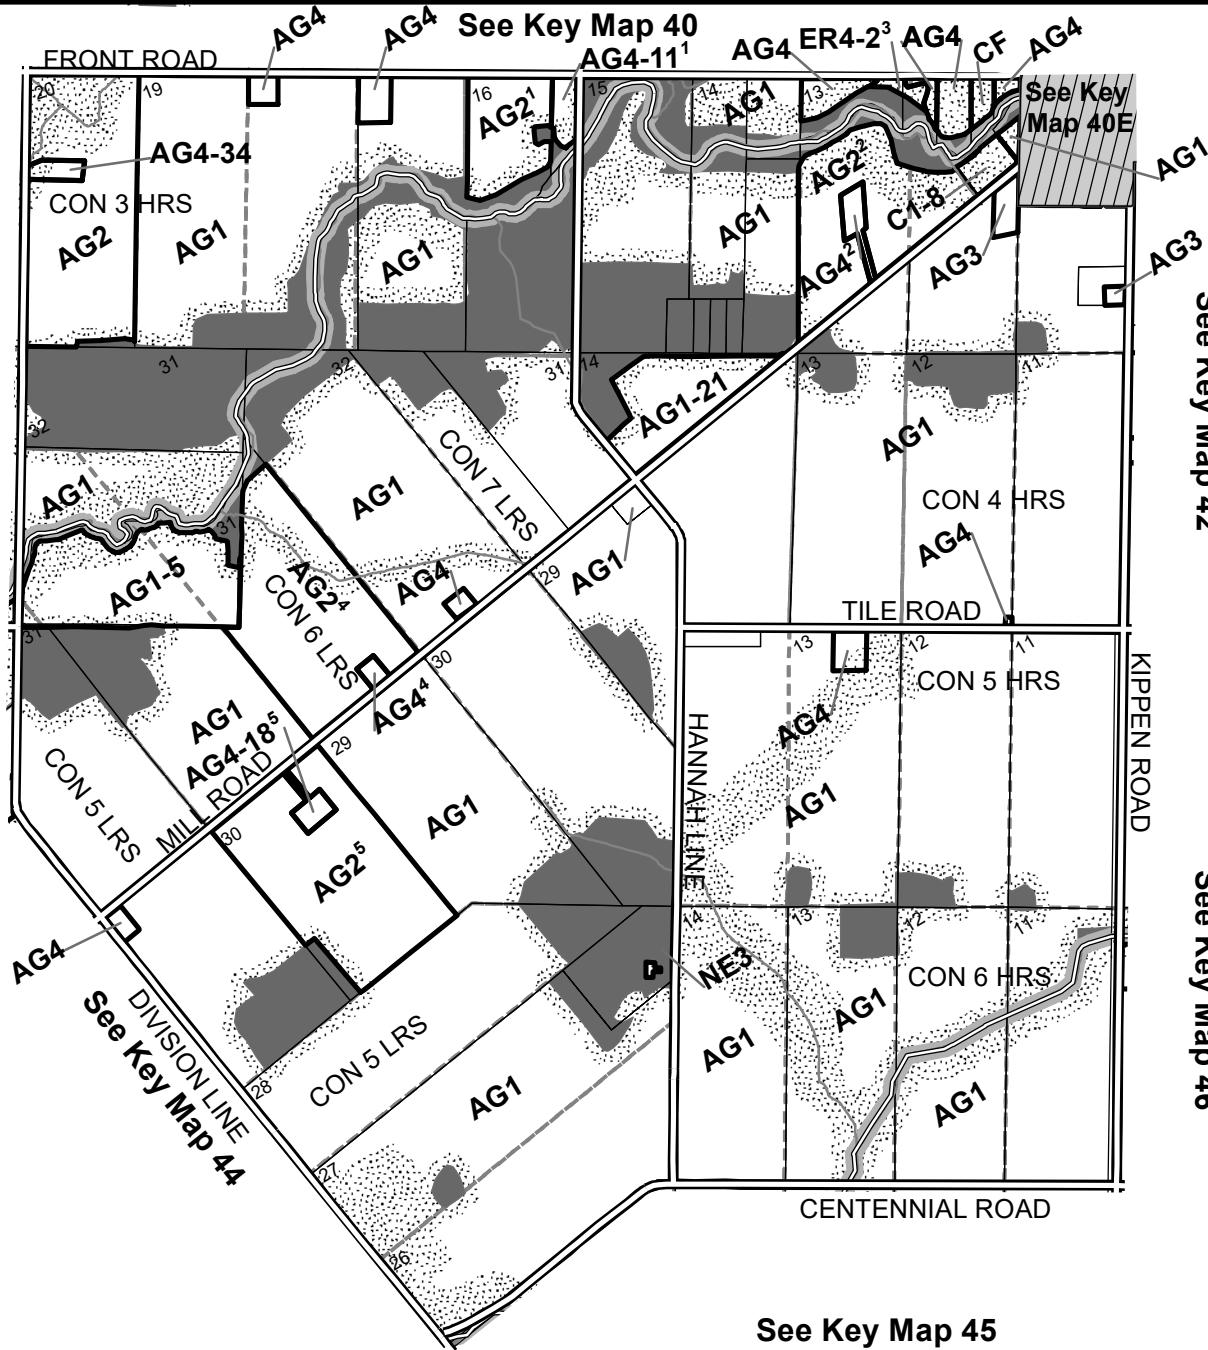 See Key Map 40
AG4
AG4
AG4-11¹
AG4
ER4-2³
AG4
CF
AG4
FRONT ROAD
20
19
16
15
14
13
AG2¹
AG1
See Key
Map 40E
AG4-34
AG1
CON 3 HRS
AG2²
C1-8
AG2
AG1
AG1
AG1
AG4²
AG3
AG3
See Key Map 42
31
32
31
14
13
12
11
AG1-21
32
AG1
AG1
CON 7 LRS
AG1
CON 4 HRS
31
AG4
AG1-5
AG2⁴
CON 6 LRS
AG4
29
AG1
TILE ROAD
31
30
13
12
11
CON 5 HRS
KIPPEN ROAD
AG1
AG4⁴
AG4-18⁵
29
HANNAH LINE
AG4
CON 5 LRS
MILL ROAD
30
AG1
AG1
AG2⁵
14
13
12
11
See Key Map 46
AG4
NE3
CON 6 HRS
DIVISION LINE
See Key Map 44
AG1
AG1
CON 5 LRS
28
AG1
AG1
27
26
CENTENNIAL ROAD
See Key Map 45